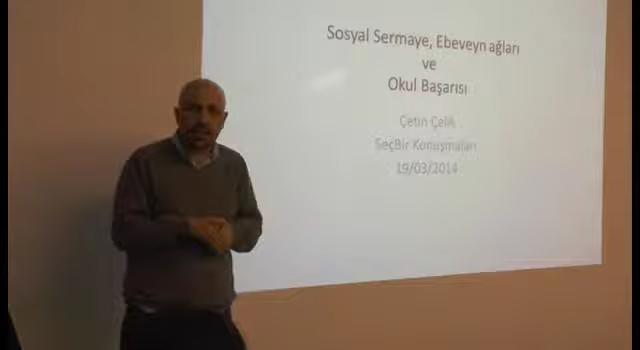 Sosyal Sermaye, Ebeveyn ağları
ve
Okul Başarısı
Çetin Çelik
SeçBir Konuşmaları
19/03/2014